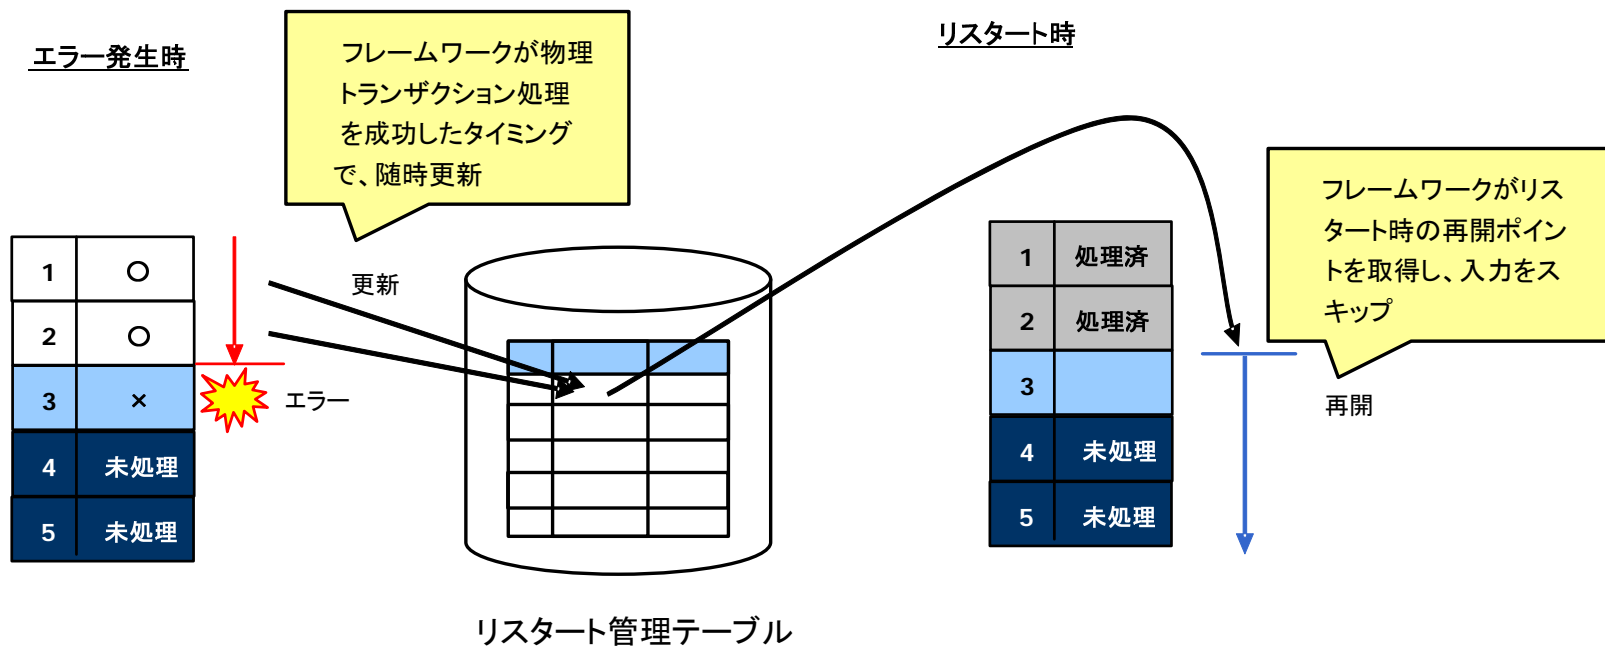 エラー発生時
フレームワークが物理
トランザクション処理
を成功したタイミング
で、随時更新
1 ○
2 ○
3 ×
4 未処理
5 未処理
更新
エラー
リスタート管理テーブル
リスタート時
1 処理済
2 処理済
3
4 未処理
5 未処理
フレームワークがリス
タート時の再開ポイン
トを取得し、入力をス
キップ
再開